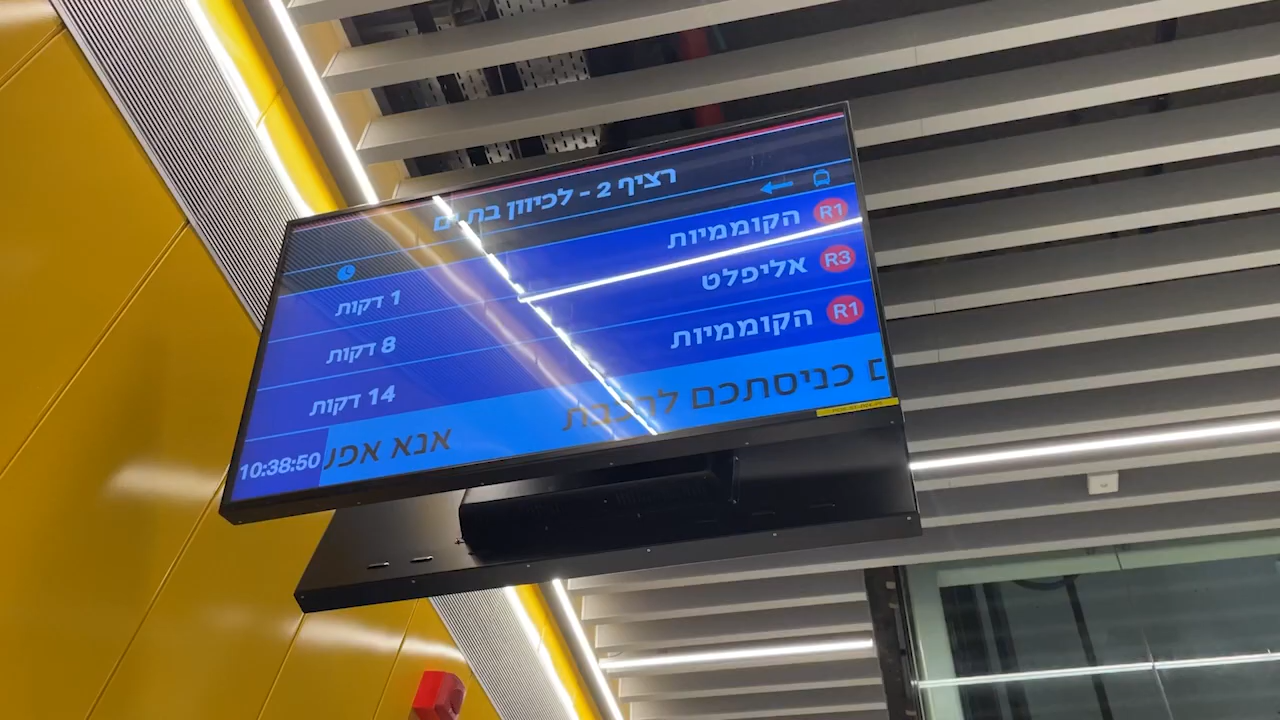 רציף 2 - לכיוון בת ים
R1 הקוממיות 1 דקות
R3 אליפלט 8 דקות
R1 הקוממיות 14 דקות
ם כניסתכם לרכבת אנא אפש
10:38:50